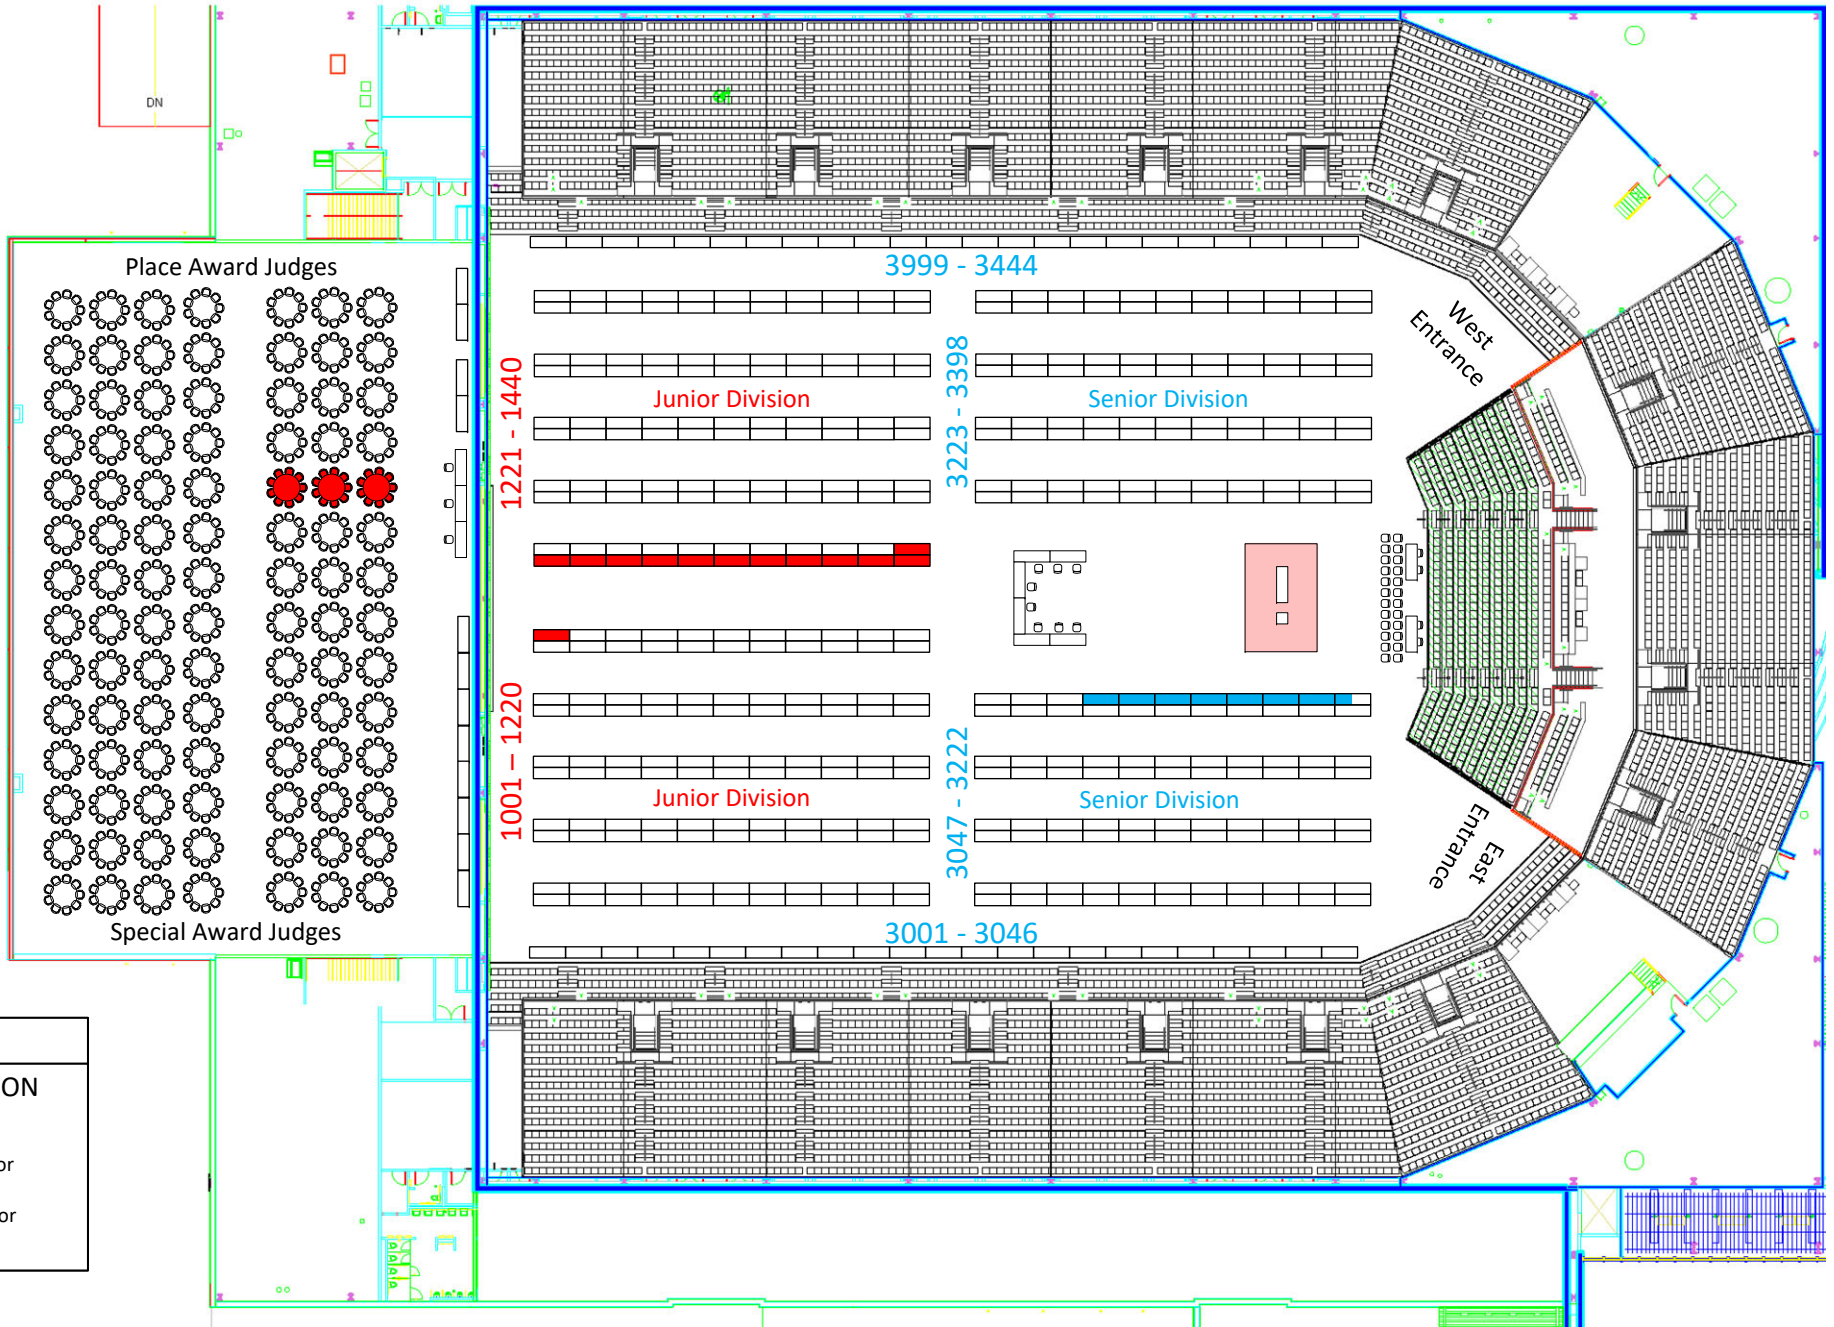 DN
Place Award Judges
3999 - 3444
West
Entrance
1221 - 1440
3223 - 3398
Junior Division
Senior Division
1001 – 1220
3047 - 3222
Junior Division
Senior Division
East
Entrance
Special Award Judges
3001 - 3046
ON
or
or